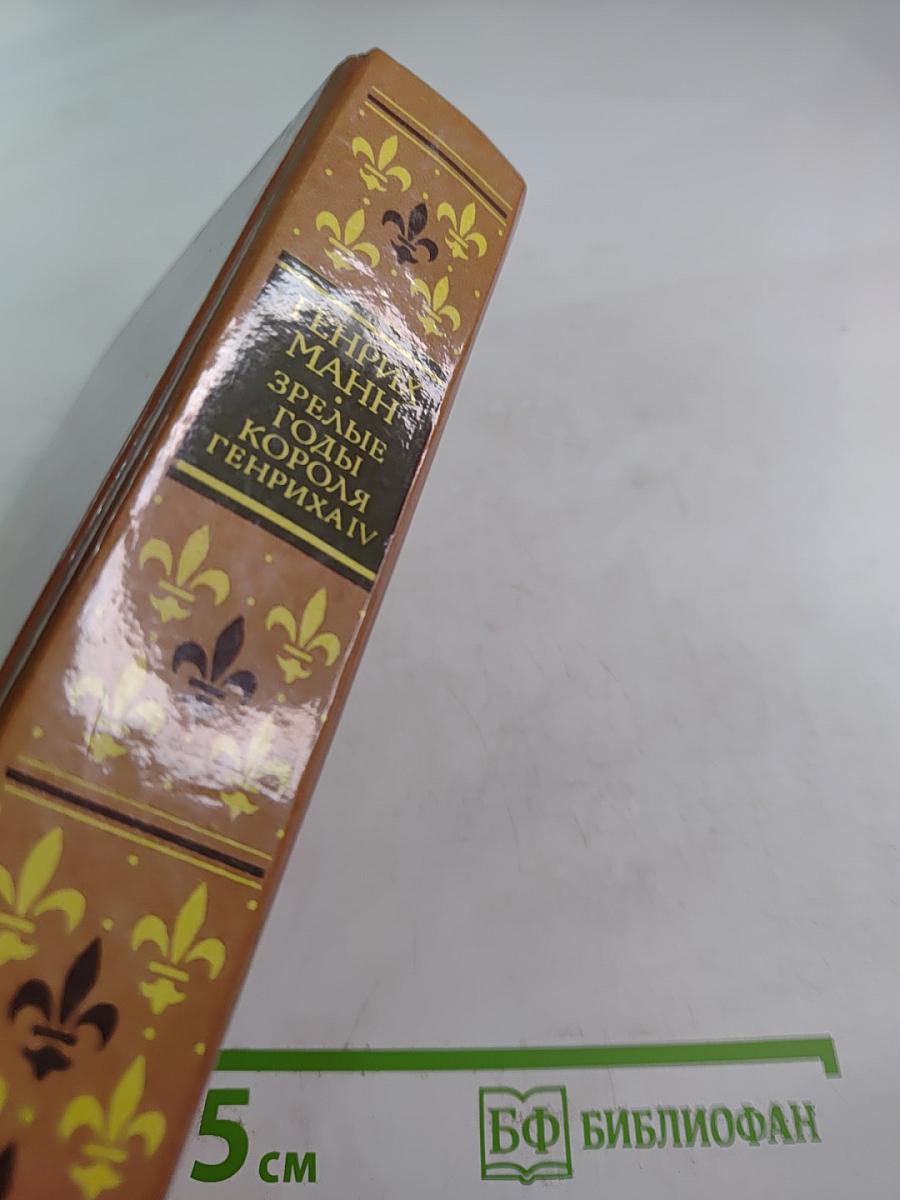 ГЕНРИХ
МАНН
ЗРЕЛЫЕ
ГОДЫ
КОРОЛЯ
ГЕНРИХА IV
5 см
БФ БИБЛИОФАН